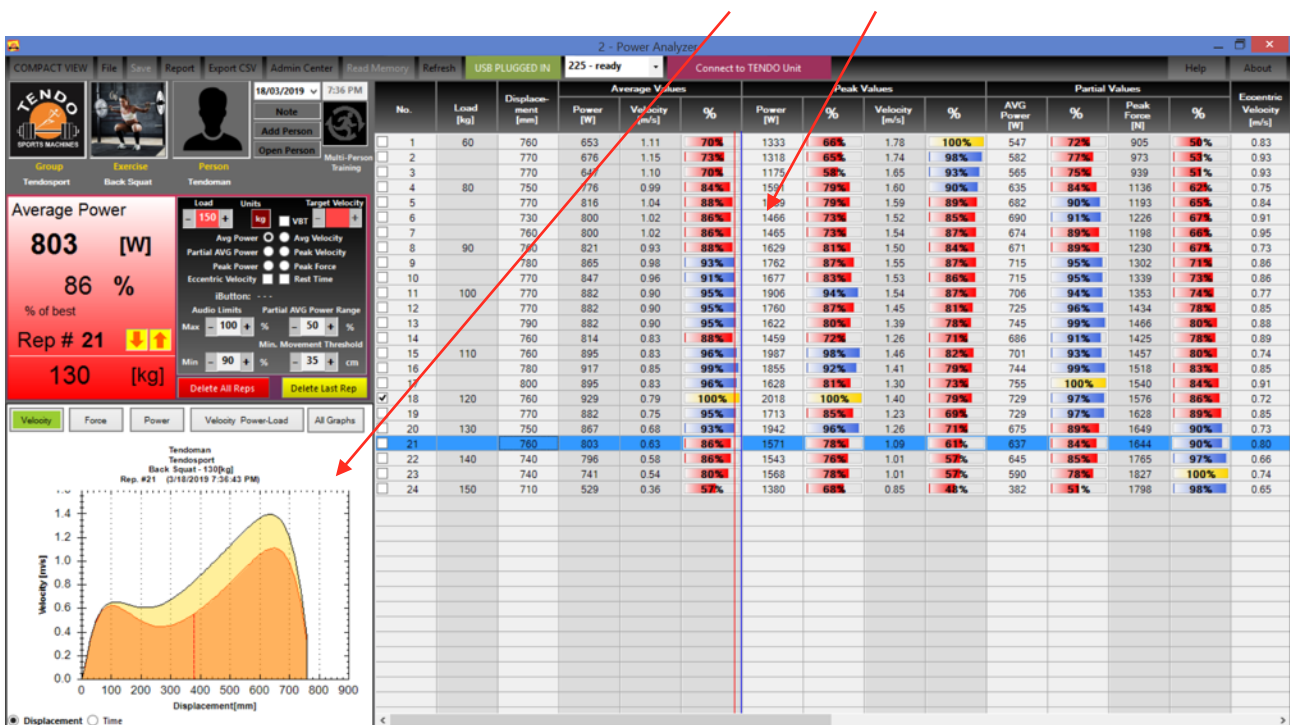 2 - Power Analyzer
COMPACT VIEW File Save Report Export CSV Admin Center Read Memory Refresh USB PLUGGED IN 225 - ready Connect to TENDO Unit Help About
TENDO
SPORTS MACHINES
18/03/2019 7:36 PM
Note
Add Person
Open Person
Multi-Person Training
Group Exercise Person
Tendosport Back Squat Tendoman
Average Power
803 [W]
86 %
% of best
Rep # 21
130 [kg]
Load Units Target Velocity
- 150 + kg VBT - +
Avg Power Avg Velocity
Partial AVG Power Peak Velocity
Peak Power Peak Force
Eccentric Velocity Rest Time
iButton: - - -
Audio Limits Partial AVG Power Range
Max - 100 + % - 50 + %
Min. Movement Threshold
Min - 90 + % - 35 + cm
Delete All Reps Delete Last Rep
Velocity Force Power Velocity Power-Load All Graphs
Tendoman
Tendosport
Back Squat - 130[kg]
Rep. #21 (3/18/2019 7:36:43 PM)
Velocity [m/s]
1.4
1.2
1.0
0.8
0.6
0.4
0.2
0.0
0 100 200 300 400 500 600 700 800 900
Displacement[mm]
Displacement Time
Average Values Peak Values Partial Values
No. Load [kg] Displace-ment [mm] Power [W] Velocity [m/s] % Power [W] % Velocity [m/s] % AVG Power [W] % Peak Force [N] % Eccentric Velocity [m/s]
1 60 760 653 1.11 70% 1333 66% 1.78 100% 547 72% 905 50% 0.83
2 770 676 1.15 73% 1318 65% 1.74 98% 582 77% 973 53% 0.93
3 770 1.10 70% 1175 58% 1.65 93% 565 75% 939 51% 0.93
4 80 750 776 0.99 84% 1591 79% 1.60 90% 635 84% 1136 62% 0.75
5 770 816 1.04 88% 79% 1.59 89% 682 90% 1193 65% 0.84
6 730 800 1.02 86% 1466 73% 1.52 85% 690 91% 1226 67% 0.91
7 760 800 1.02 86% 1465 73% 1.54 87% 674 89% 1198 66% 0.95
8 90 760 821 0.93 88% 1629 81% 1.50 84% 671 89% 1230 67% 0.73
9 780 865 0.98 93% 1762 87% 1.55 87% 715 95% 1302 71% 0.86
10 770 847 0.96 91% 1677 83% 1.53 86% 715 95% 1339 73% 0.86
11 100 770 882 0.90 95% 1906 94% 1.54 87% 706 94% 1353 74% 0.77
12 770 882 0.90 95% 1760 87% 1.45 81% 725 96% 1434 78% 0.85
13 790 882 0.90 95% 1622 80% 1.39 78% 745 99% 1466 80% 0.88
14 760 814 0.83 88% 1459 72% 1.26 71% 686 91% 1425 78% 0.89
15 110 760 895 0.83 96% 1987 98% 1.46 82% 701 93% 1457 80% 0.74
16 780 917 0.85 99% 1855 92% 1.41 79% 744 99% 1518 83% 0.85
17 800 895 0.83 96% 1628 81% 1.30 73% 755 100% 1540 84% 0.91
18 120 760 929 0.79 100% 2018 100% 1.40 79% 729 97% 1576 86% 0.72
19 770 882 0.75 95% 1713 85% 1.23 69% 729 97% 1628 89% 0.85
20 130 750 867 0.68 93% 1942 96% 1.26 71% 675 89% 1649 90% 0.73
21 760 803 0.63 86% 1571 78% 1.09 61% 637 84% 1644 90% 0.80
22 140 740 796 0.58 86% 1543 76% 1.01 57% 645 85% 1765 97% 0.66
23 740 741 0.54 80% 1568 78% 1.01 57% 590 78% 1827 100% 0.74
24 150 710 529 0.36 57% 1380 68% 0.85 48% 382 51% 1798 98% 0.65